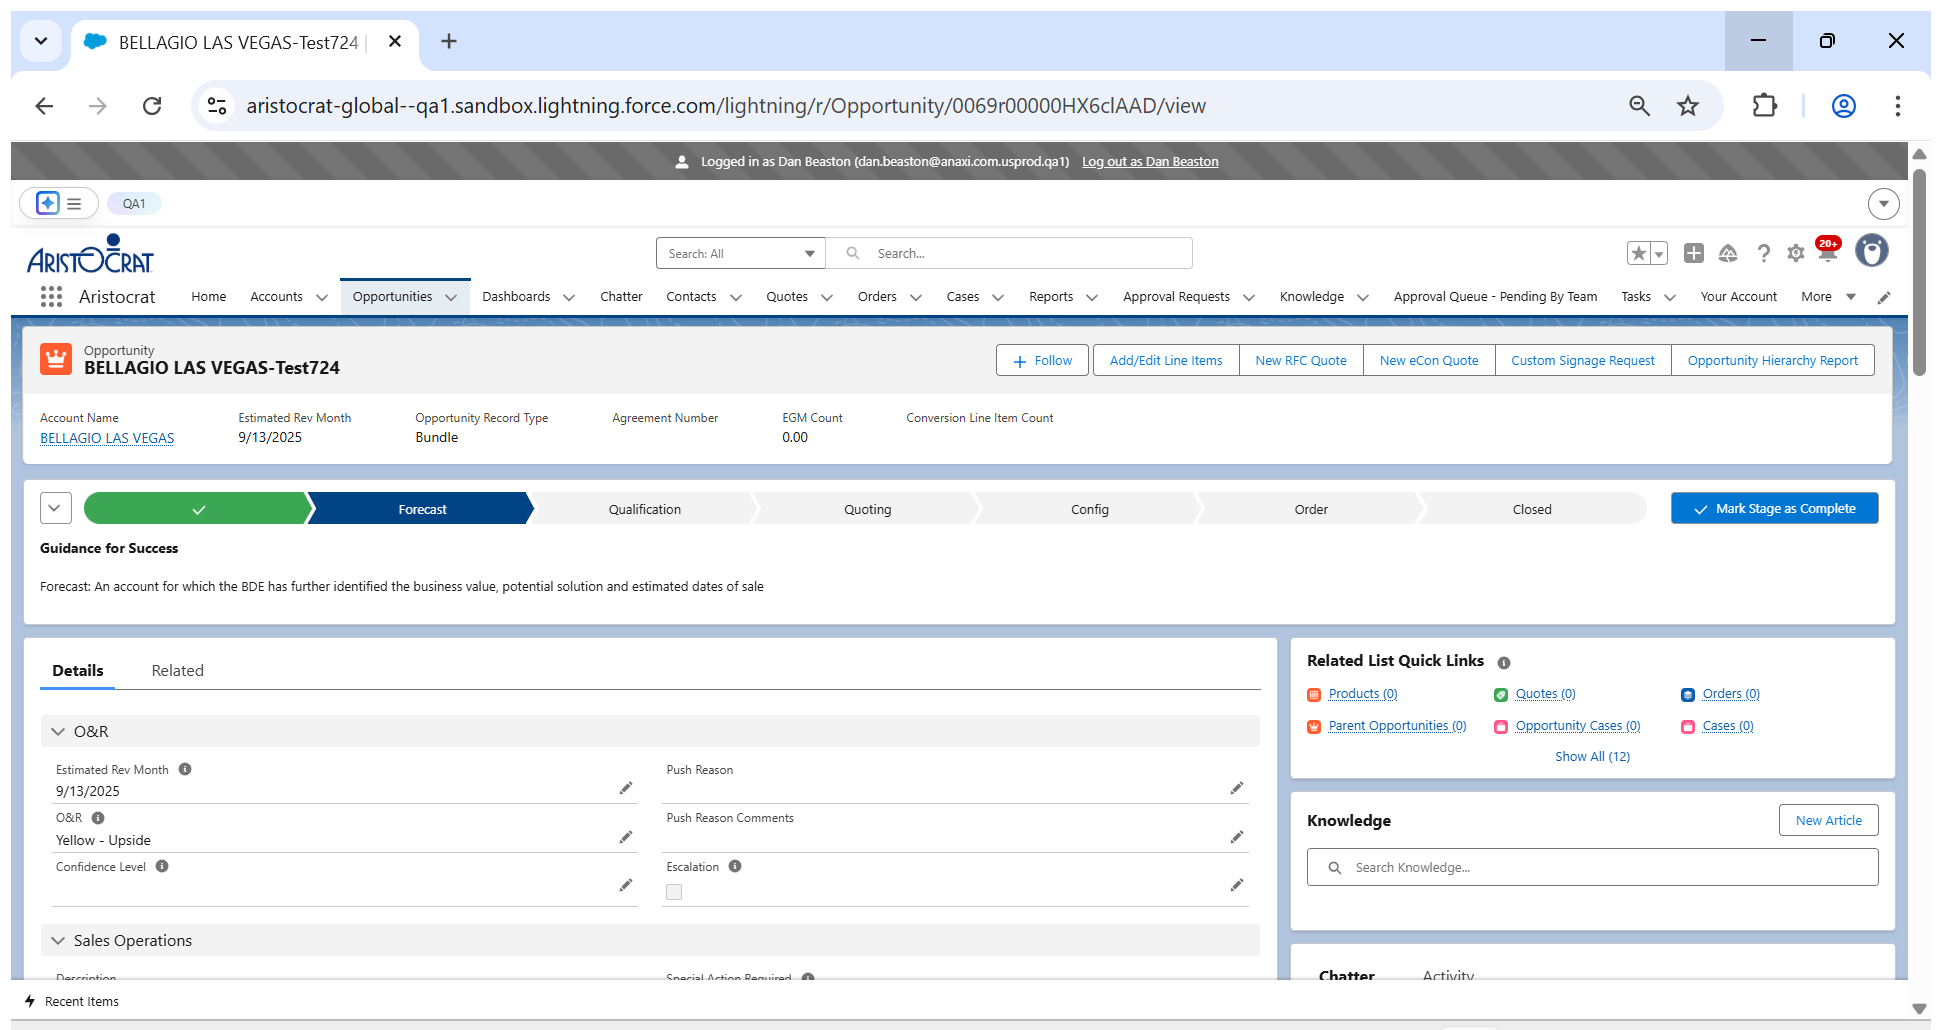 BELLAGIO LAS VEGAS-Test724
aristocrat-global--qa1.sandbox.lightning.force.com/lightning/r/Opportunity/0069r00000HX6clAAD/view
Logged in as Dan Beaston (dan.beaston@anaxi.com.usprod.qa1) Log out as Dan Beaston
QA1
ARISTOCRAT
Search: All
Search...
20+
Aristocrat Home Accounts Opportunities Dashboards Chatter Contacts Quotes Orders Cases Reports Approval Requests Knowledge Approval Queue - Pending By Team Tasks Your Account More
Opportunity
BELLAGIO LAS VEGAS-Test724
Follow Add/Edit Line Items New RFC Quote New eCon Quote Custom Signage Request Opportunity Hierarchy Report
Account Name Estimated Rev Month Opportunity Record Type Agreement Number EGM Count Conversion Line Item Count
BELLAGIO LAS VEGAS 9/13/2025 Bundle 0.00
Forecast Qualification Quoting Config Order Closed Mark Stage as Complete
Guidance for Success
Forecast: An account for which the BDE has further identified the business value, potential solution and estimated dates of sale
Details Related
O&R
Estimated Rev Month Push Reason
9/13/2025
O&R Push Reason Comments
Yellow - Upside
Confidence Level Escalation
Sales Operations
Description Special Action Required
Related List Quick Links
Products (0) Quotes (0) Orders (0)
Parent Opportunities (0) Opportunity Cases (0) Cases (0)
Show All (12)
Knowledge New Article
Search Knowledge...
Chatter Activity
Recent Items